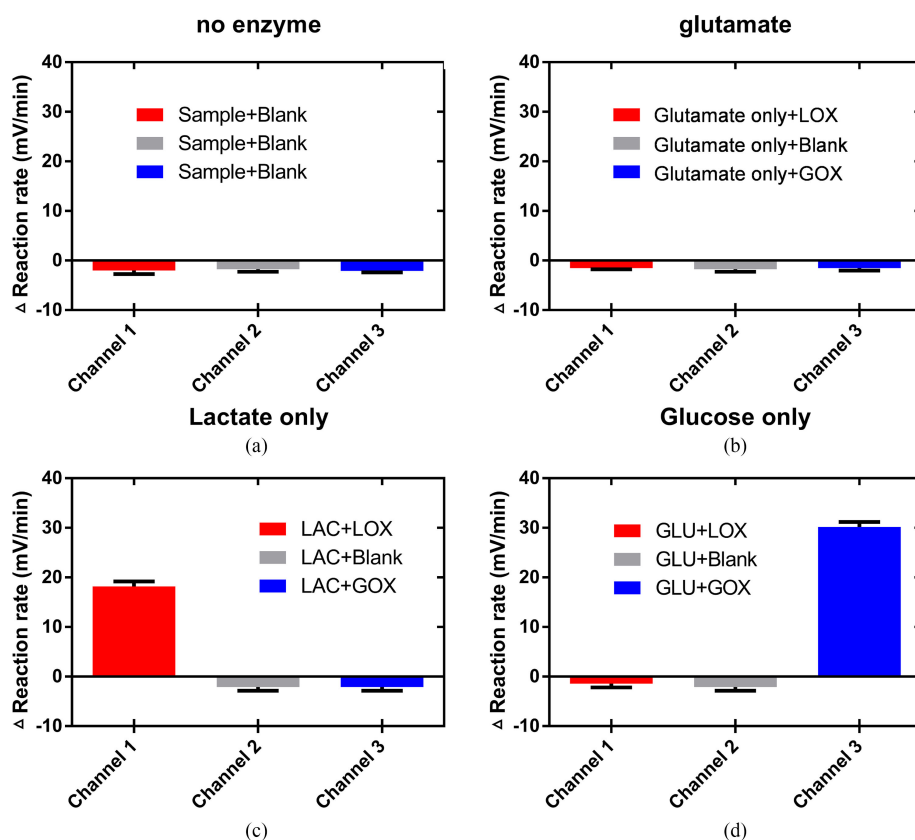 no enzyme
Δ Reaction rate (mV/min)
40
30
20
10
0
-10
Sample+Blank
Sample+Blank
Sample+Blank
Channel 1
Channel 2
Channel 3
(a)
glutamate
Δ Reaction rate (mV/min)
40
30
20
10
0
-10
Glutamate only+LOX
Glutamate only+Blank
Glutamate only+GOX
Channel 1
Channel 2
Channel 3
(b)
Lactate only
Δ Reaction rate (mV/min)
40
30
20
10
0
-10
LAC+LOX
LAC+Blank
LAC+GOX
Channel 1
Channel 2
Channel 3
(c)
Glucose only
Δ Reaction rate (mV/min)
40
30
20
10
0
-10
GLU+LOX
GLU+Blank
GLU+GOX
Channel 1
Channel 2
Channel 3
(d)